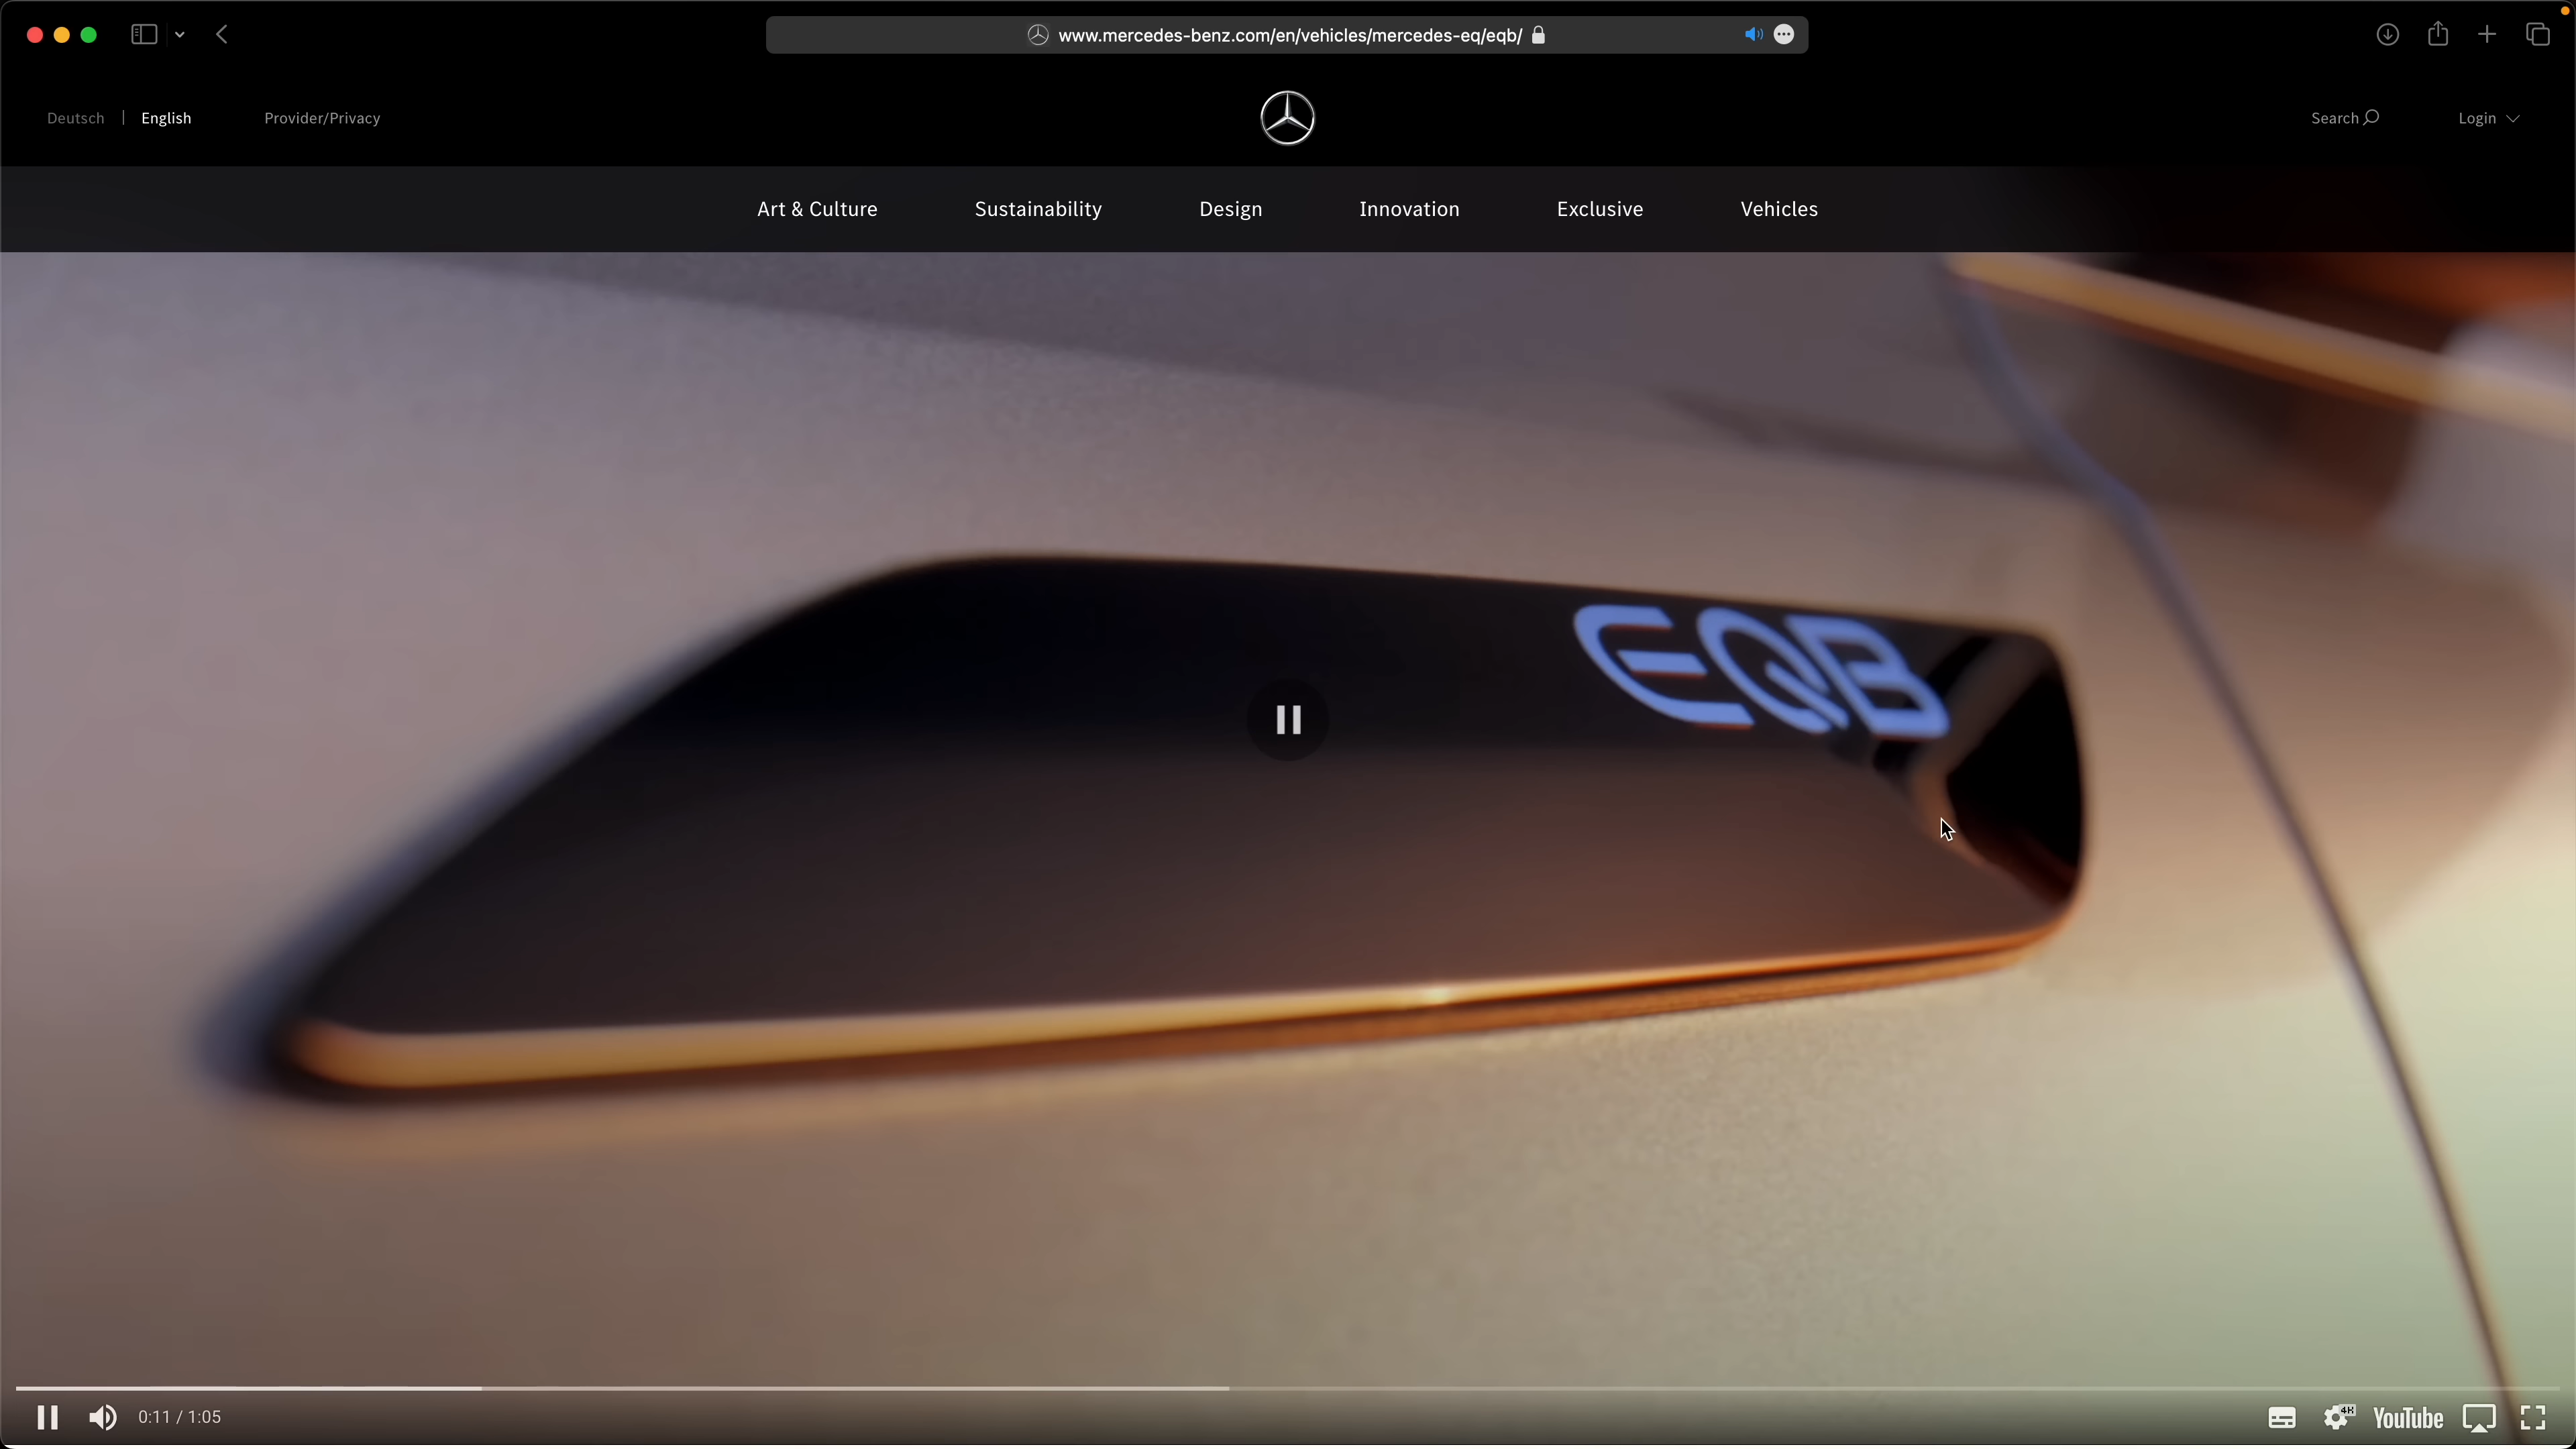 www.mercedes-benz.com/en/vehicles/mercedes-eq/eqb/
Deutsch | English Provider/Privacy Search Login
Art & Culture Sustainability Design Innovation Exclusive Vehicles
EQB
0:11 / 1:05 4K YouTube